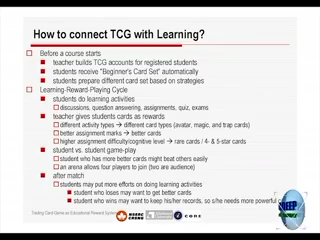 How to connect TCG with Learning?
Before a course starts
teacher builds TCG accounts for registered students
students receive "Beginner's Card Set" automatically
students prepare different card set based on strategies
Learning-Reward-Playing Cycle
students do learning activities
discussions, question answering, assignments, quiz, exams
teacher gives students cards as rewards
different activity types → different card types (avatar, magic, and trap cards)
better assignment marks → better cards
higher assignment difficulty/cognitive level → rare cards / 4- & 5-star cards
student vs. student game-play
student who has more better cards might beat others easily
an arena allows four players to join (two are audience)
after match
students may put more efforts on doing learning activities
student who loses may want to get better cards
student who wins may want to keep his/her records, so s/he needs more powerful
Trading Card Game as Educational Reward System